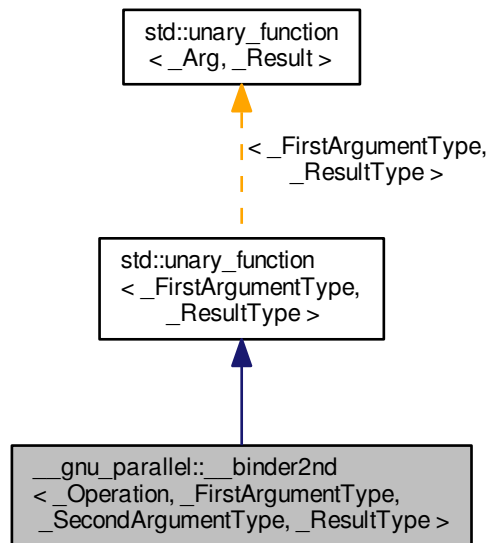 std::unary_function
< _Arg, _Result >
< _FirstArgumentType,
_ResultType >
std::unary_function
< _FirstArgumentType,
_ResultType >
__gnu_parallel::__binder2nd
< _Operation, _FirstArgumentType,
_SecondArgumentType, _ResultType >